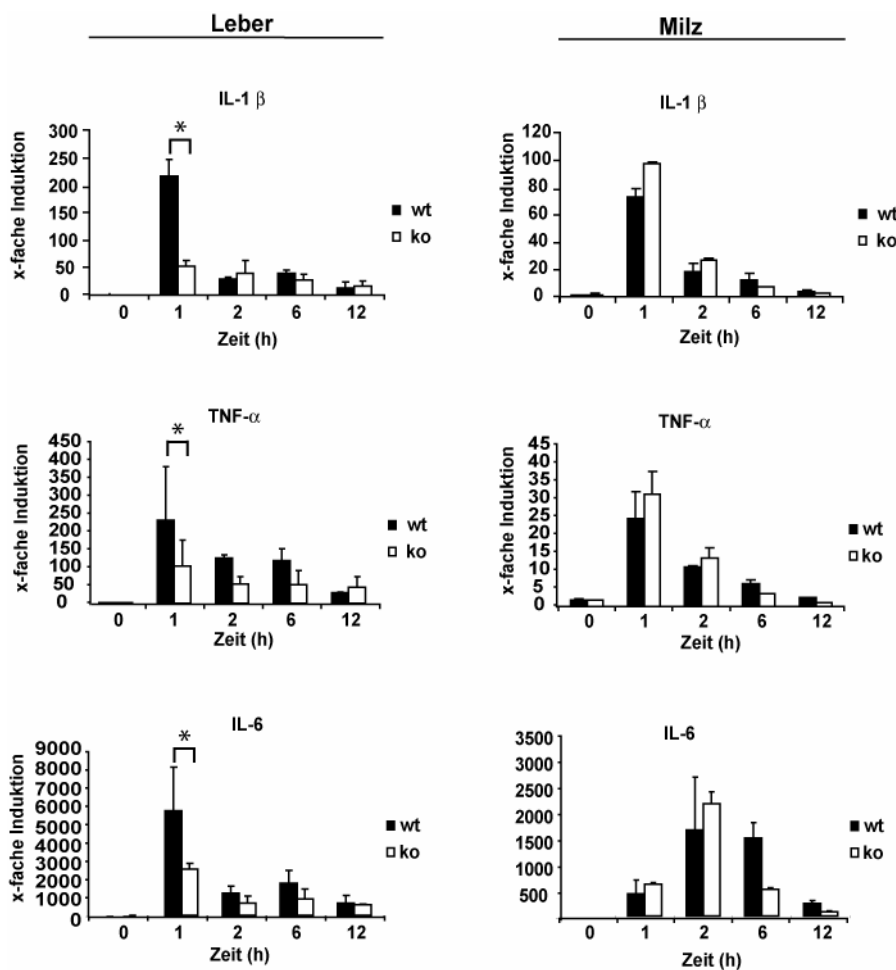 Leber
IL-1 β
x-fache Induktion
300
250
200
150
100
50
0
*
wt
ko
0 1 2 6 12
Zeit (h)
TNF-α
x-fache Induktion
450
400
350
300
250
200
150
100
50
0
*
wt
ko
0 1 2 6 12
Zeit (h)
IL-6
x-fache Induktion
9000
8000
7000
6000
5000
4000
3000
2000
1000
0
*
wt
ko
0 1 2 6 12
Zeit (h)
Milz
IL-1 β
x-fache Induktion
120
100
80
60
40
20
0
wt
ko
0 1 2 6 12
Zeit (h)
TNF-α
x-fache Induktion
45
40
35
30
25
20
15
10
5
0
wt
ko
0 1 2 6 12
Zeit (h)
IL-6
x-fache Induktion
3500
3000
2500
2000
1500
1000
500
wt
ko
0 1 2 6 12
Zeit (h)